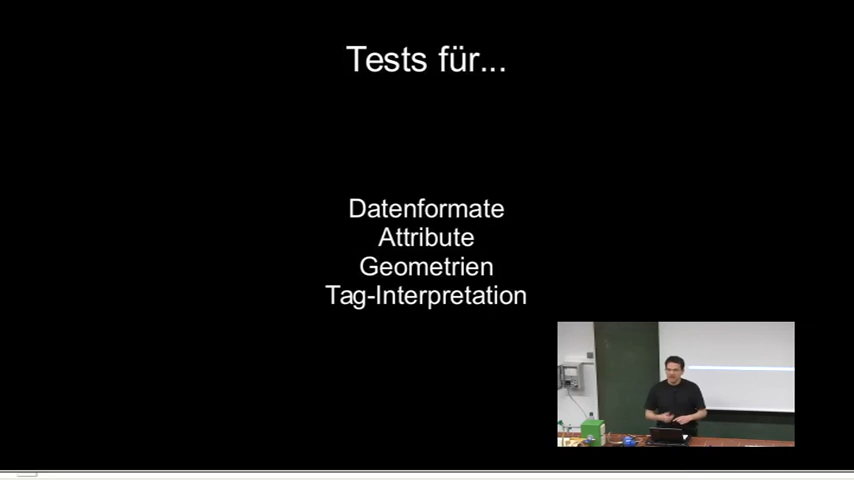 Tests für...
Datenformate
Attribute
Geometrien
Tag-Interpretation